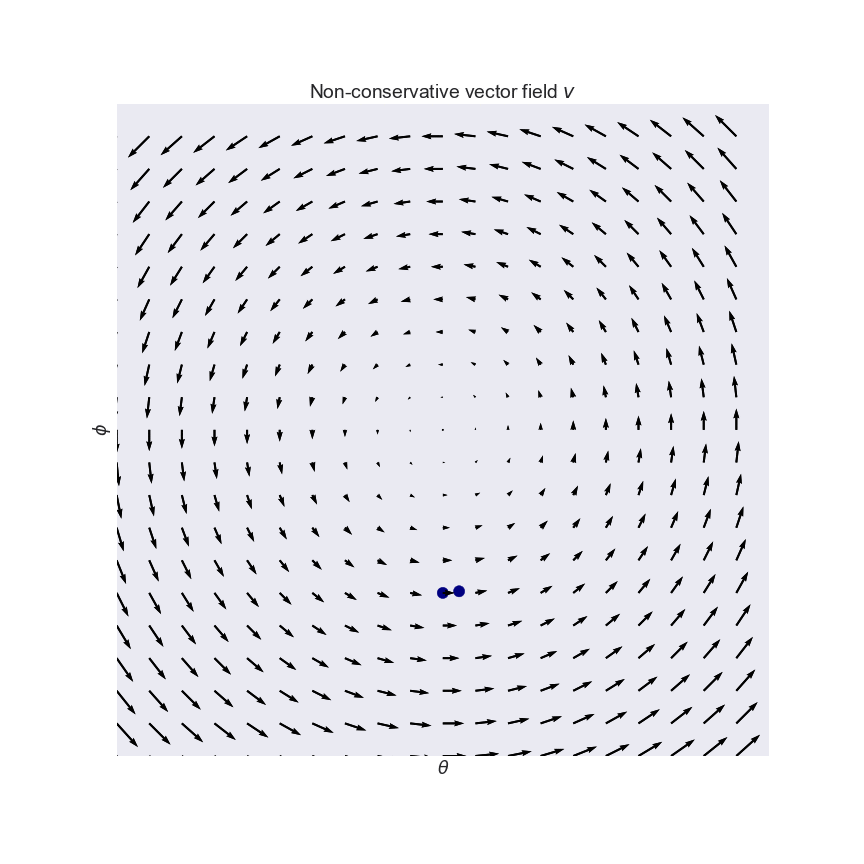 Non-conservative vector field v
ϕ
θ